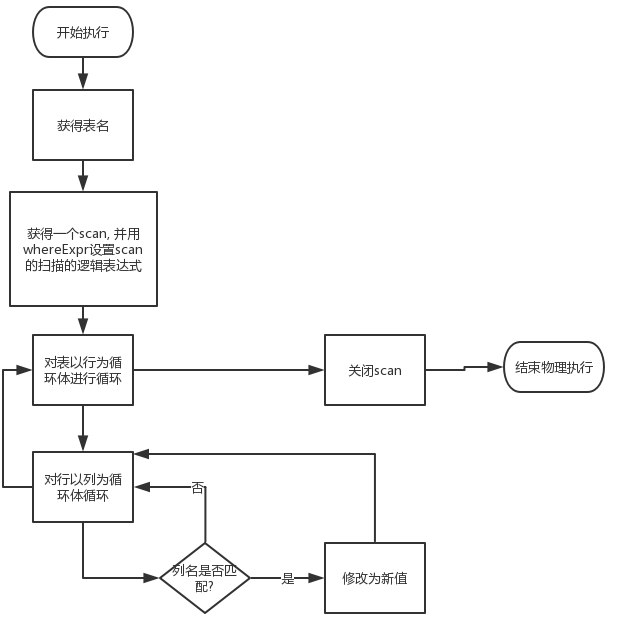 开始执行
获得表名
获得一个scan, 并用
whereExpr设置scan
的扫描的逻辑表达式
对表以行为循
环体进行循环
关闭scan
结束物理执行
对行以列为循
环体循环
否
列名是否匹
配?
是
修改为新值